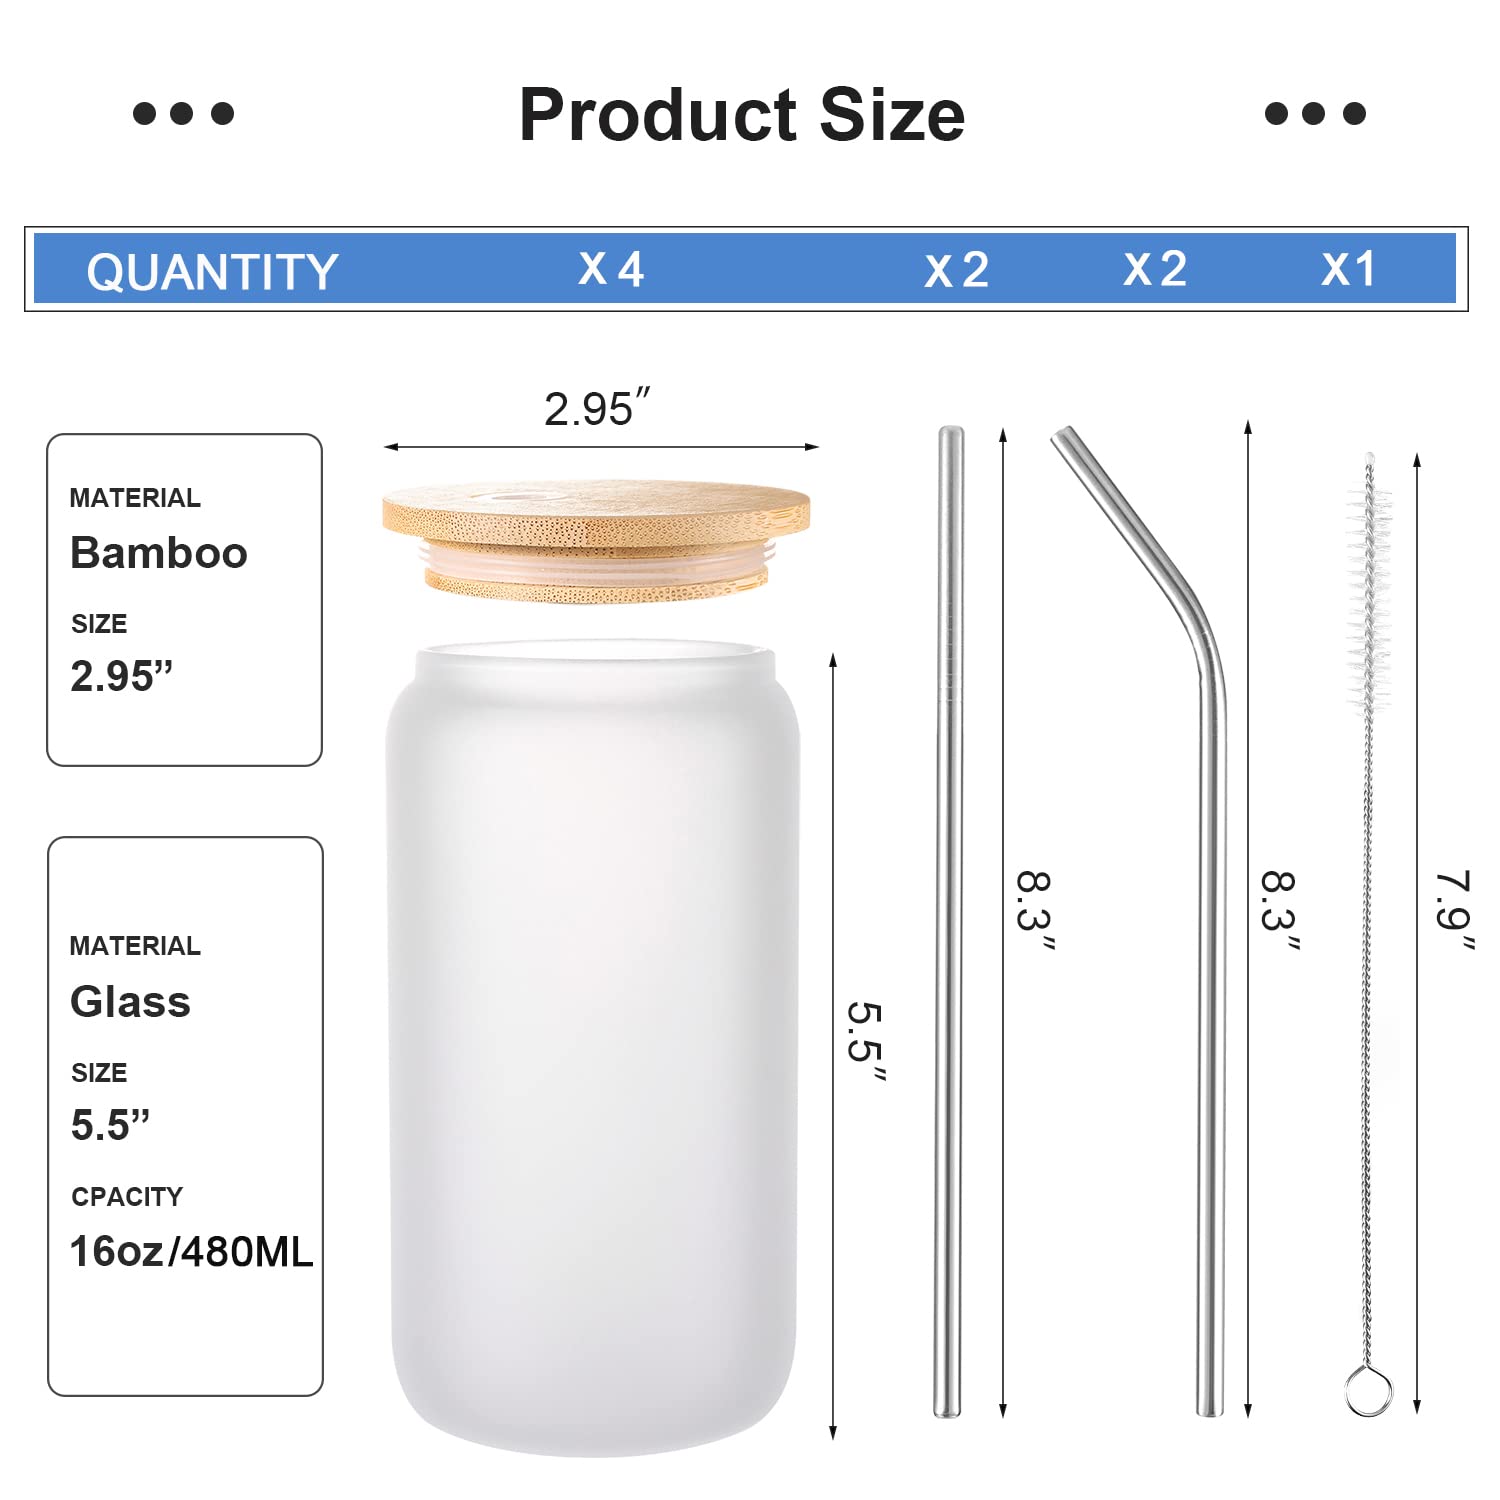 Product Size
QUANTITY X 4 X 2 X 2 X 1
2.95"
MATERIAL
Bamboo
SIZE
2.95”
8.3"
8.3"
7.9"
5.5"
MATERIAL
Glass
SIZE
5.5”
CPACITY
16oz/480ML